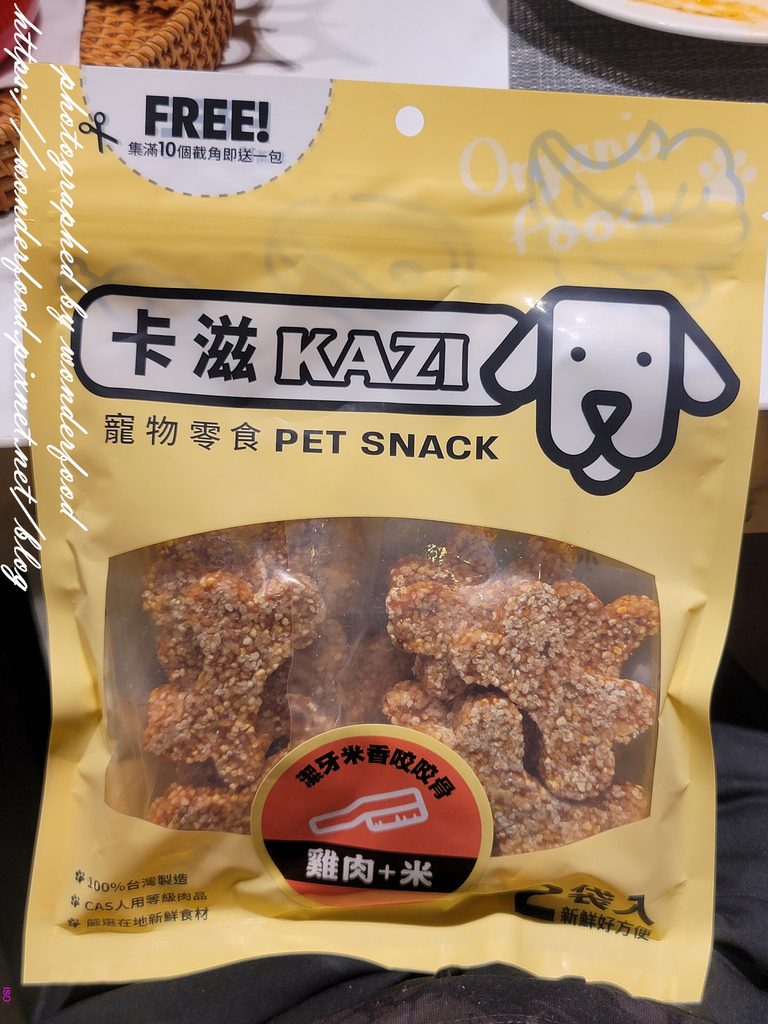 FREE!
集滿10個截角即送一包
Organic
food
卡滋 KAZI
寵物零食 PET SNACK
潔牙米香咬咬骨
雞肉+米
100%台灣製造
CAS人用等級肉品
嚴選在地新鮮食材
2袋入
新鮮好方便
photographed by wonderfood
https://wonderfood.pixnet.net/blog
ISO